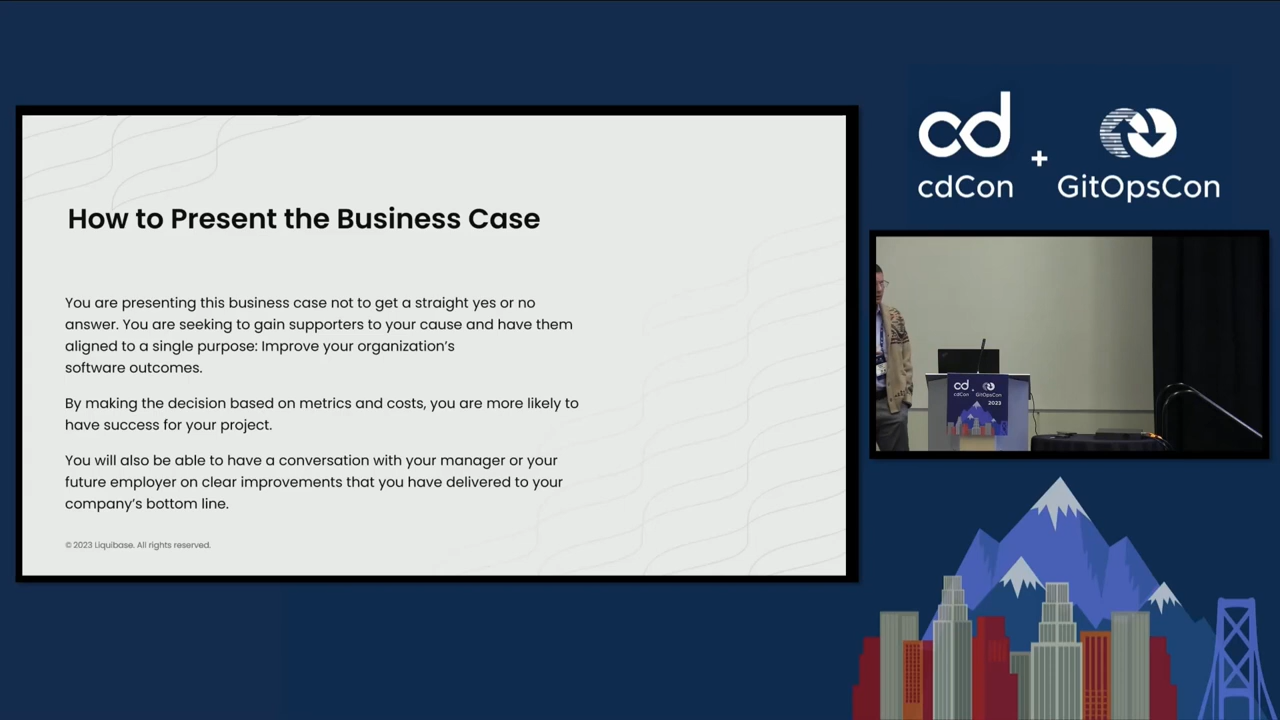 How to Present the Business Case
You are presenting this business case not to get a straight yes or no
answer. You are seeking to gain supporters to your cause and have them
aligned to a single purpose: Improve your organization’s
software outcomes.
By making the decision based on metrics and costs, you are more likely to
have success for your project.
You will also be able to have a conversation with your manager or your
future employer on clear improvements that you have delivered to your
company’s bottom line.
© 2023 Liquibase. All rights reserved.
cd
cdCon
+
GitOpsCon
cd
cdCon
GitOpsCon
2023